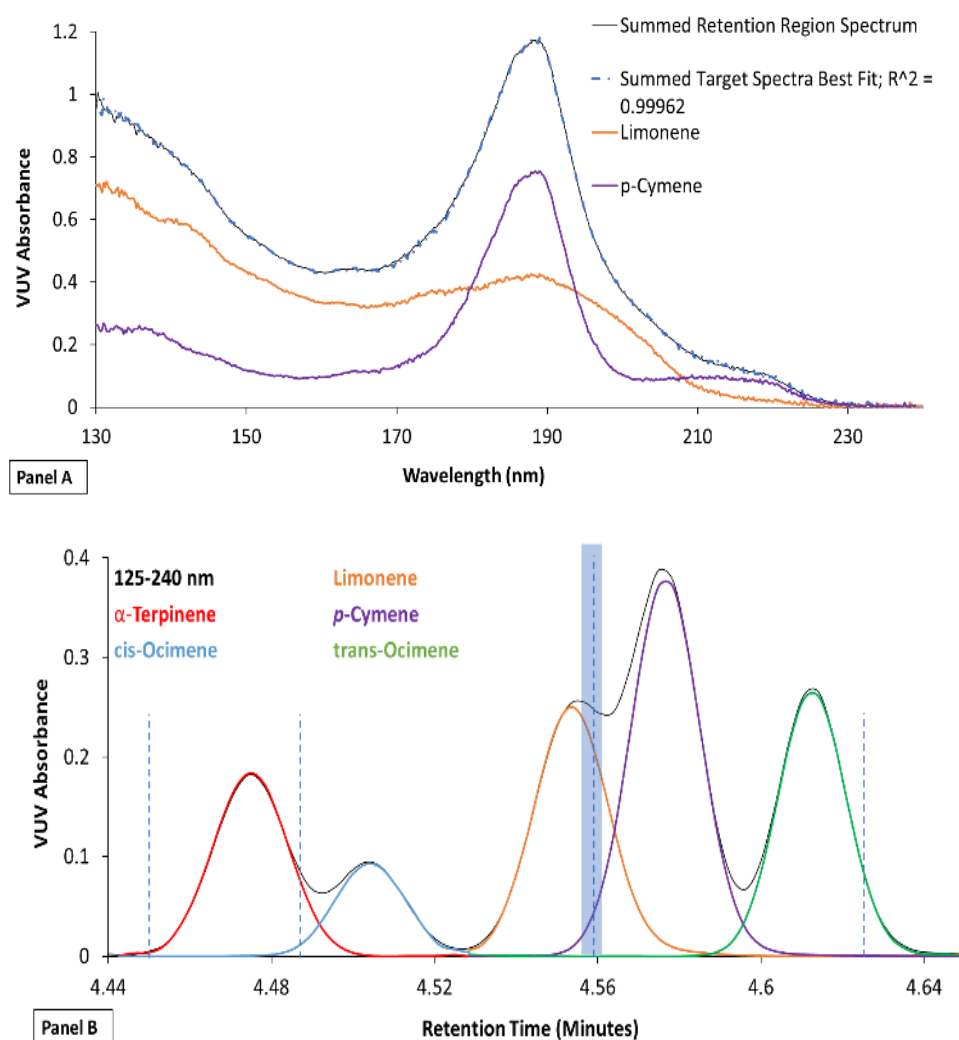 1.2
1
0.8
0.6
0.4
0.2
0
VUV Absorbance
Summed Retention Region Spectrum
Summed Target Spectra Best Fit; R^2 =
0.99962
Limonene
p-Cymene
130 150 170 190 210 230
Panel A
Wavelength (nm)
0.4
0.3
0.2
0.1
0
VUV Absorbance
125-240 nm Limonene
α-Terpinene p-Cymene
cis-Ocimene trans-Ocimene
4.44 4.48 4.52 4.56 4.6 4.64
Panel B
Retention Time (Minutes)